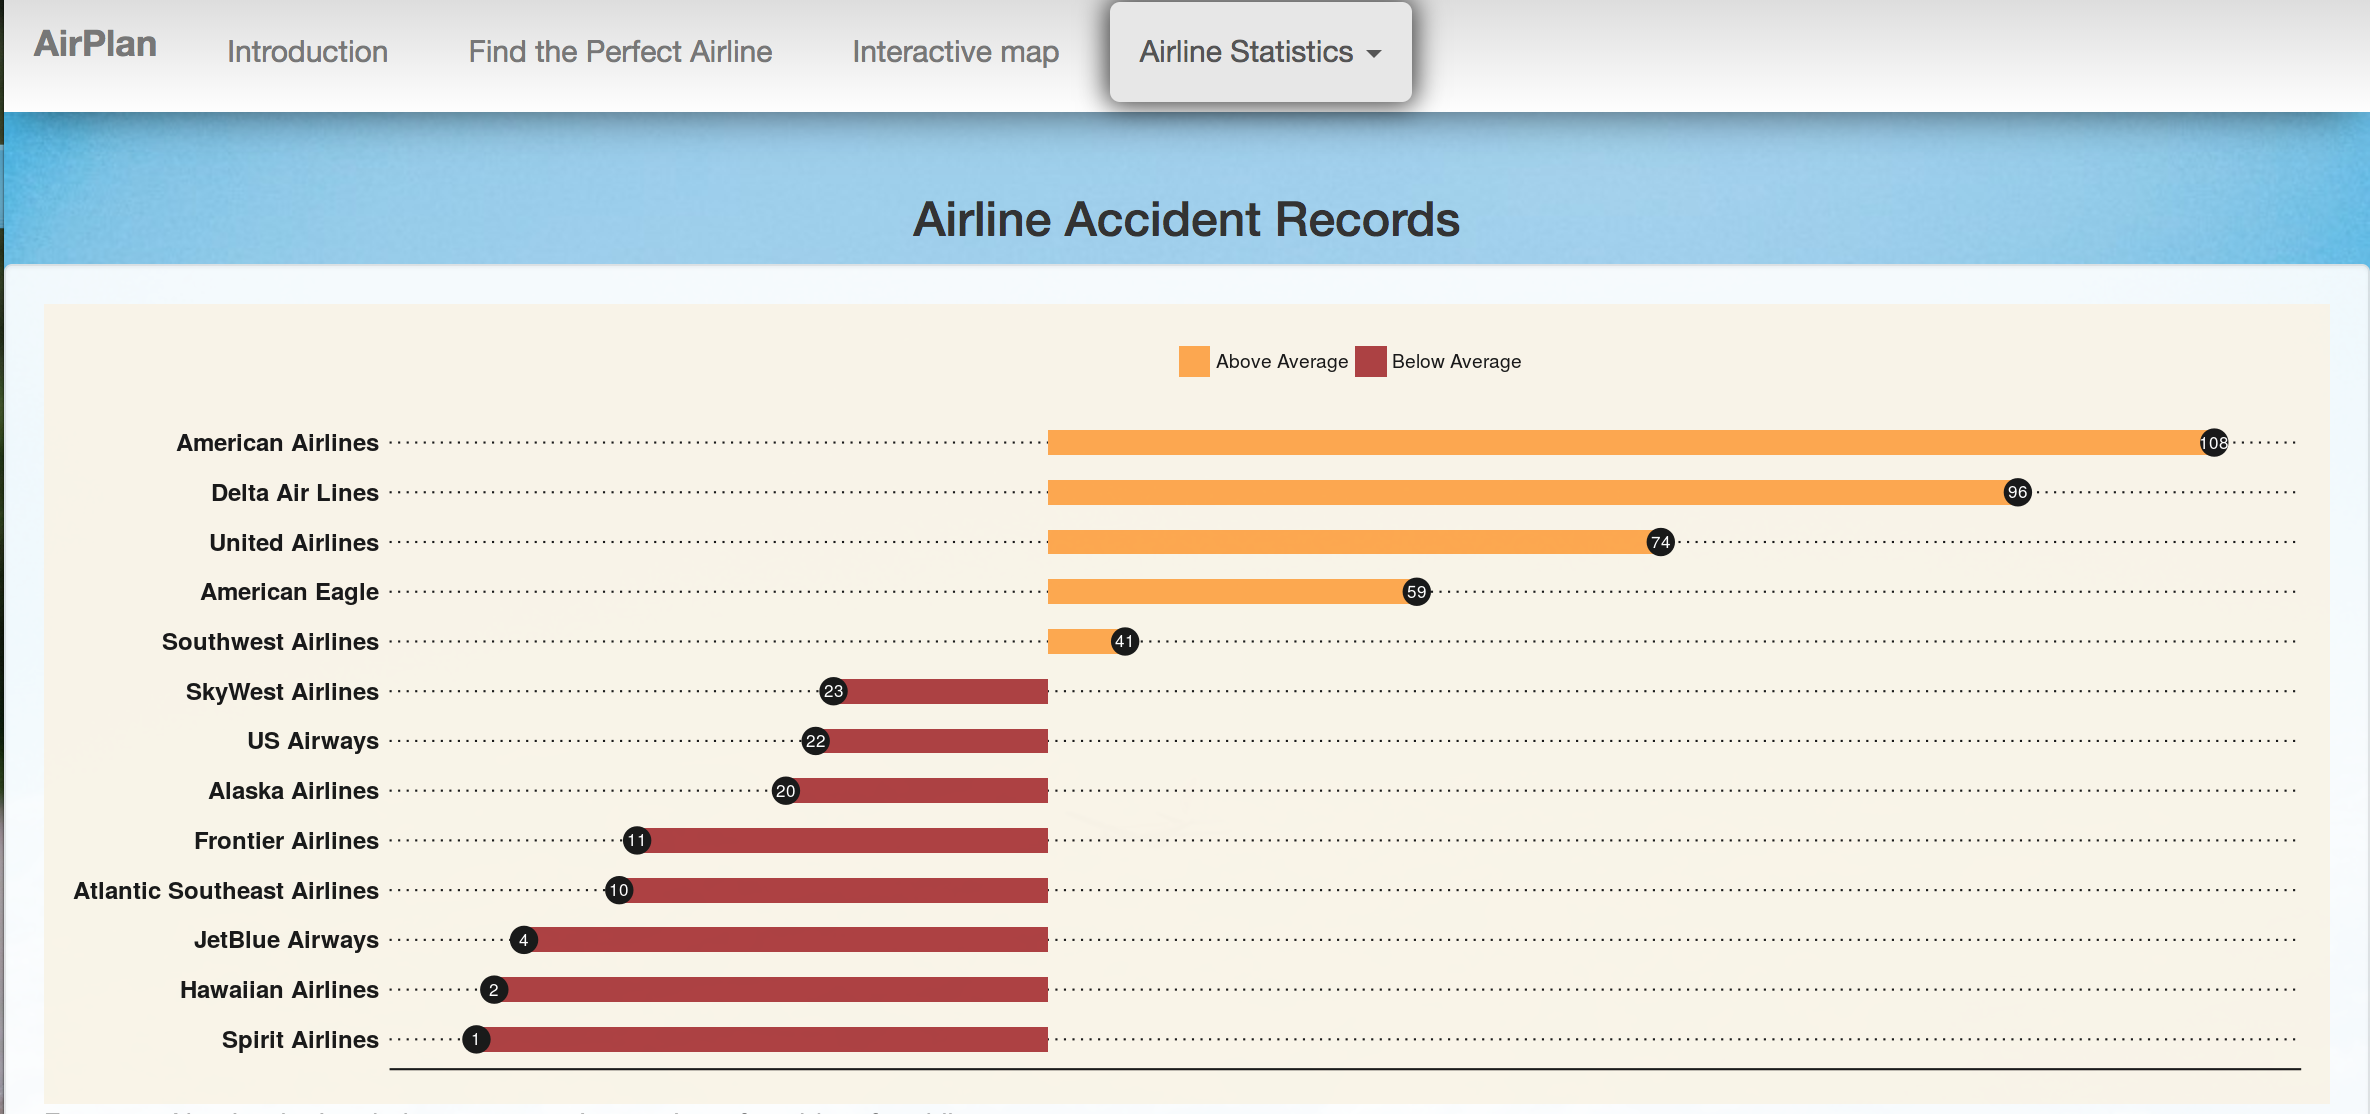 AirPlan Introduction Find the Perfect Airline Interactive map Airline Statistics
Airline Accident Records
Above Average Below Average
American Airlines 108
Delta Air Lines 96
United Airlines 74
American Eagle 59
Southwest Airlines 41
SkyWest Airlines 23
US Airways 22
Alaska Airlines 20
Frontier Airlines 11
Atlantic Southeast Airlines 10
JetBlue Airways 4
Hawaiian Airlines 2
Spirit Airlines 1